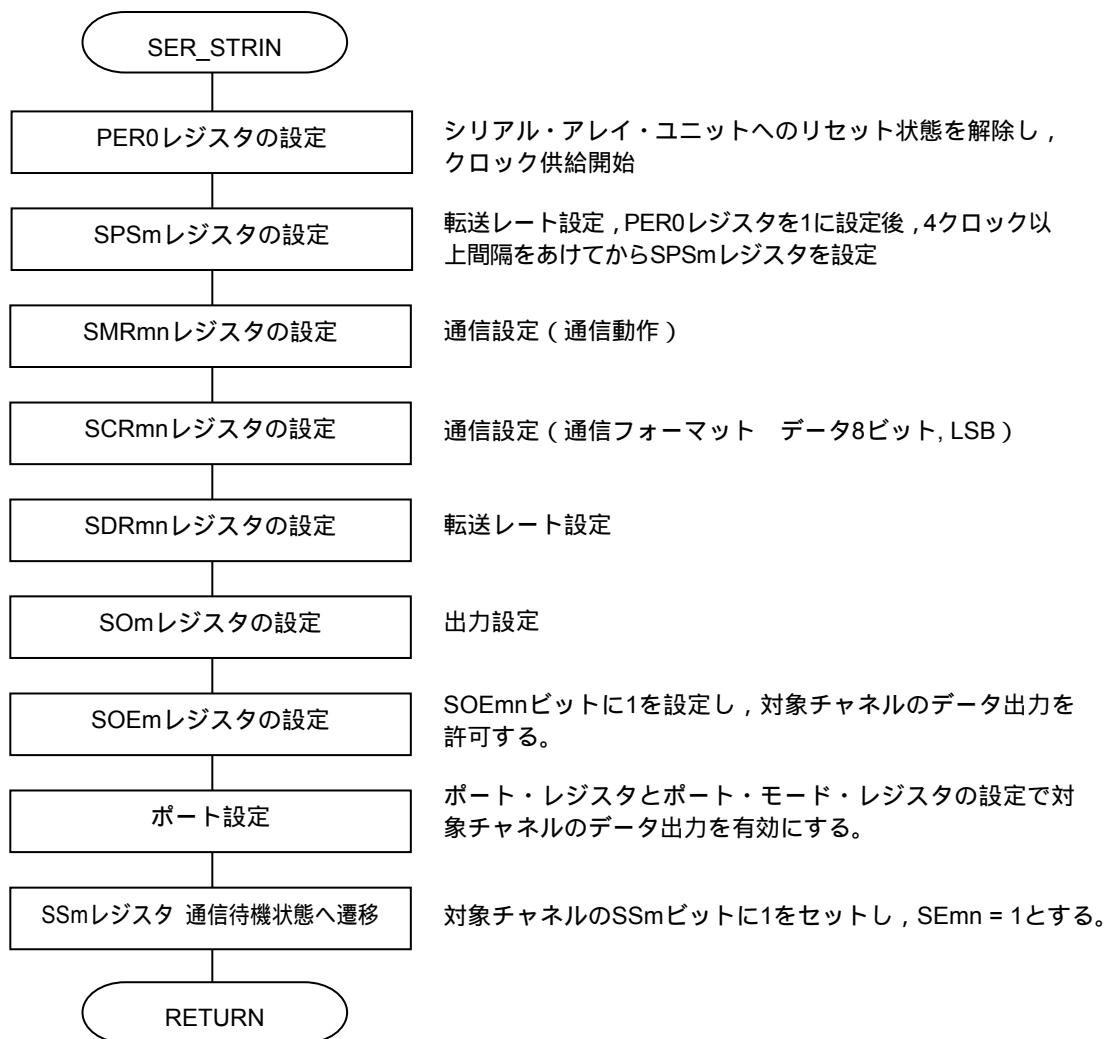 SER_STRIN
PER0レジスタの設定
シリアル・アレイ・ユニットへのリセット状態を解除し，
クロック供給開始
SPSmレジスタの設定
転送レート設定，PER0レジスタを1に設定後，4クロック以
上間隔をあけてからSPSmレジスタを設定
SMRmnレジスタの設定
通信設定（通信動作）
SCRmnレジスタの設定
通信設定（通信フォーマット　データ8ビット, LSB）
SDRmnレジスタの設定
転送レート設定
SOmレジスタの設定
出力設定
SOEmレジスタの設定
SOEmnビットに1を設定し，対象チャネルのデータ出力を
許可する。
ポート設定
ポート・レジスタとポート・モード・レジスタの設定で対
象チャネルのデータ出力を有効にする。
SSmレジスタ 通信待機状態へ遷移
対象チャネルのSSmビットに1をセットし，SEmn = 1とする。
RETURN